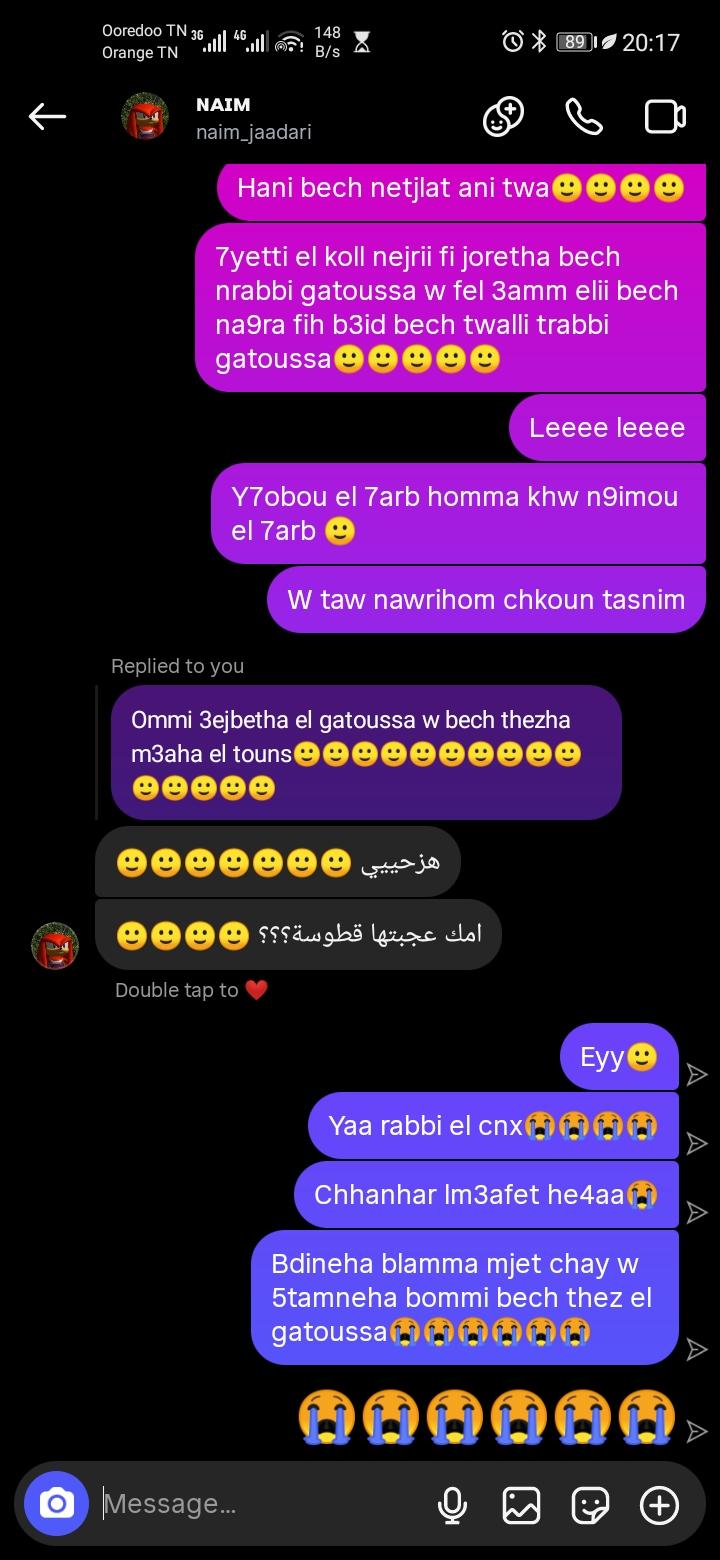 Ooredoo TN 3G 4G 148 B/s 89 20:17
Orange TN
NAIM
naim_jaadari
Hani bech netjlat ani twa🙂🙂🙂🙂
7yetti el koll nejrii fi joretha bech
nrabbi gatoussa w fel 3amm elii bech
na9ra fih b3id bech twalli trabbi
gatoussa🙂🙂🙂🙂🙂
Leeee leeee
Y7obou el 7arb homma khw n9imou
el 7arb 🙂
W taw nawrihom chkoun tasnim
Replied to you
Ommi 3ejbetha el gatoussa w bech thezha
m3aha el touns🙂🙂🙂🙂🙂🙂🙂🙂🙂🙂
🙂🙂🙂🙂🙂
هزحيييي 🙂🙂🙂🙂🙂🙂🙂🙂
امك عجبتها قطوسة؟؟؟ 🙂🙂🙂🙂
Double tap to ❤️
Eyy🙂
Yaa rabbi el cnx😭😭😭😭
Chhanhar lm3afet he4aa😭
Bdineha blamma mjet chay w
5tamneha bommi bech thez el
gatoussa😭😭😭😭😭😭
😭😭😭😭😭😭
Message...